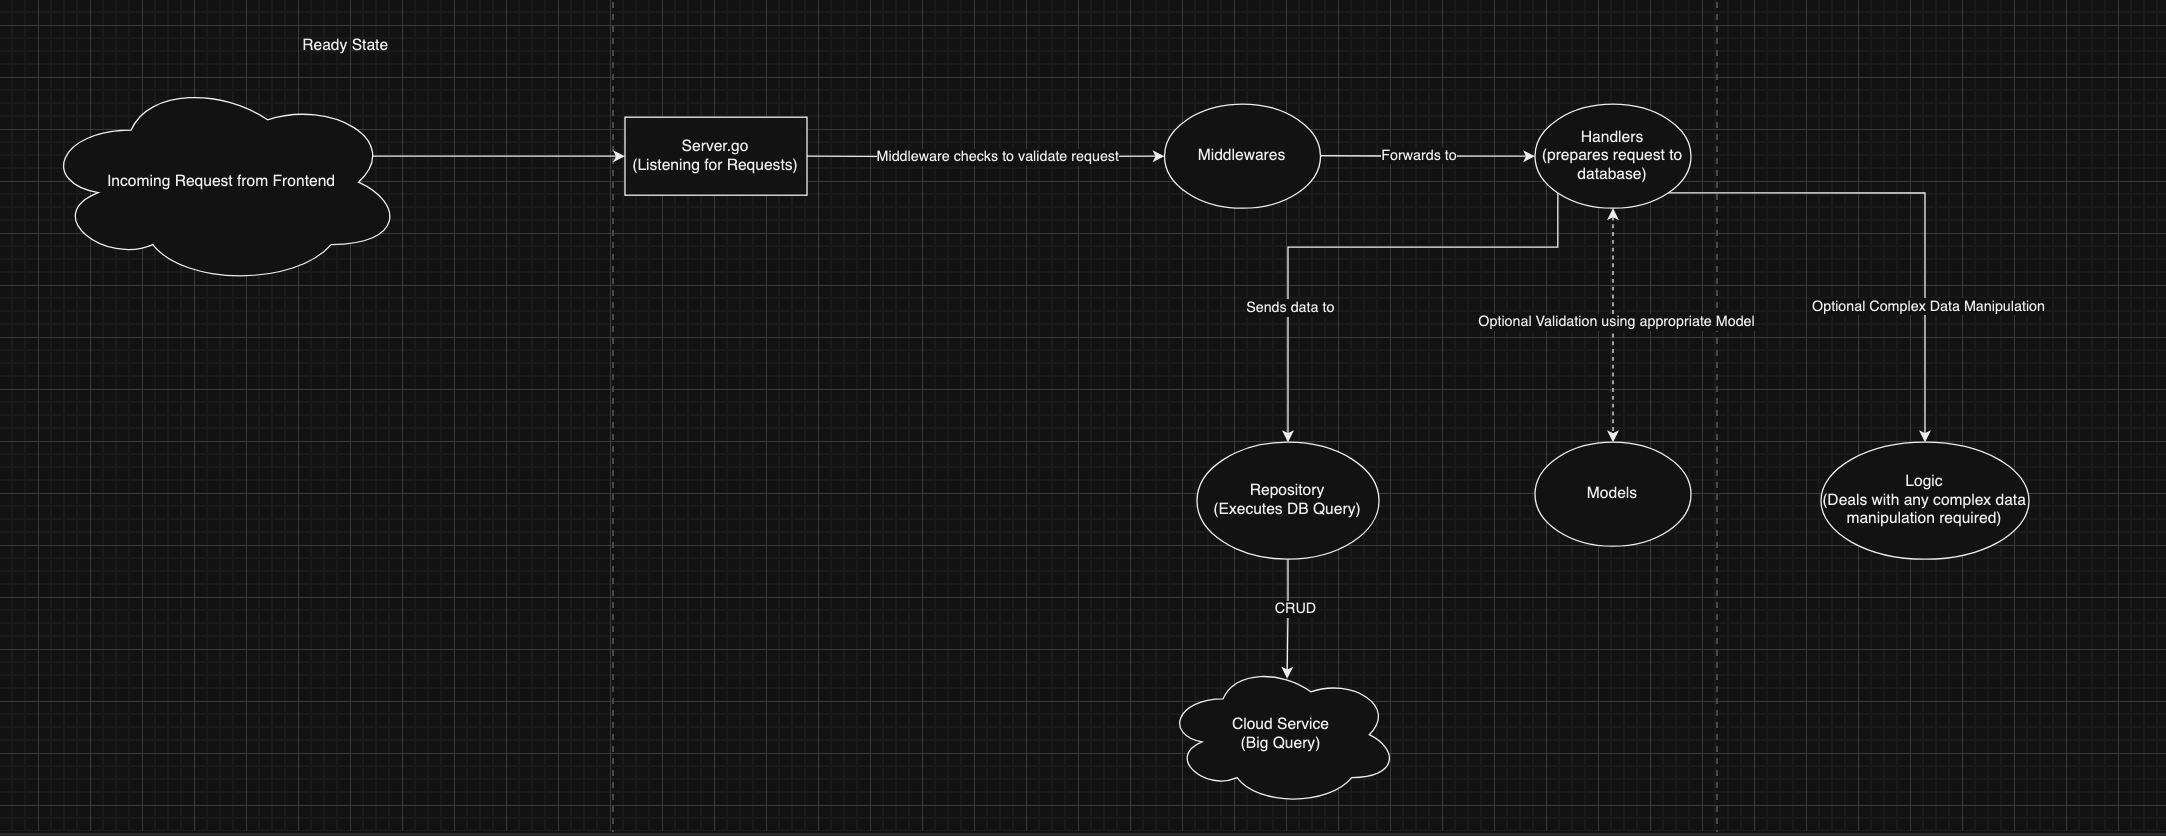 Ready State
Incoming Request from Frontend
Server.go
(Listening for Requests)
Middleware checks to validate request
Middlewares
Forwards to
Handlers
(prepares request to
database)
Sends data to
Optional Validation using appropriate Model
Optional Complex Data Manipulation
Repository
(Executes DB Query)
Models
Logic
(Deals with any complex data
manipulation required)
CRUD
Cloud Service
(Big Query)